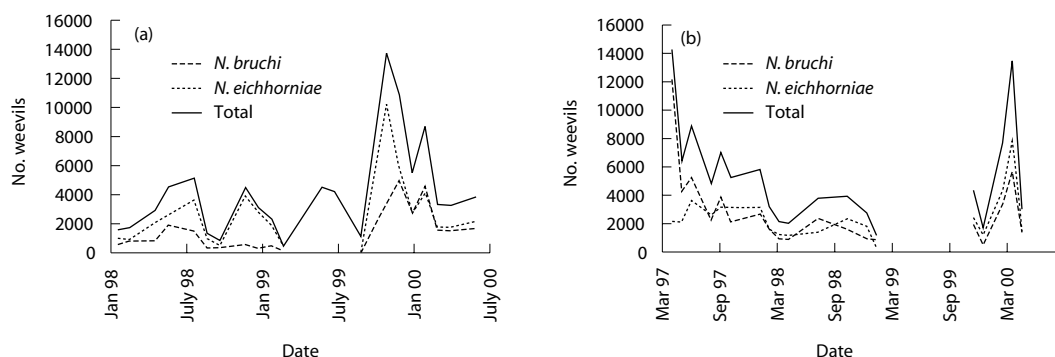 (a)
No. weevils
16000
14000
12000
10000
8000
6000
4000
2000
0
N. bruchi
N. eichhorniae
Total
Jan 98
July 98
Jan 99
July 99
Jan 00
July 00
Date
(b)
No. weevils
16000
14000
12000
10000
8000
6000
4000
2000
0
N. bruchi
N. eichhorniae
Total
Mar 97
Sep 97
Mar 98
Sep 98
Mar 99
Sep 99
Mar 00
Date